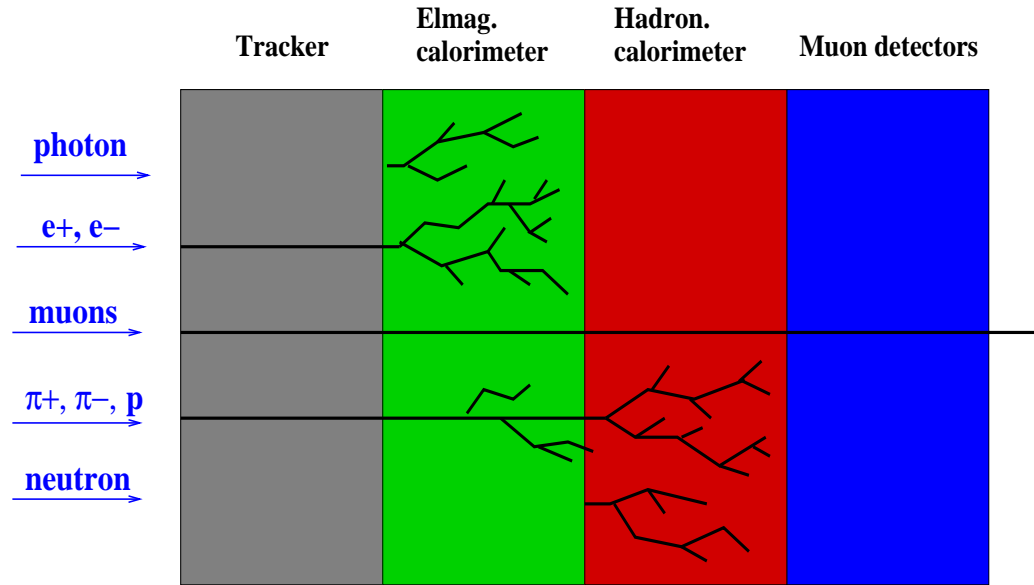 Tracker
Elmag.
calorimeter
Hadron.
calorimeter
Muon detectors
photon
e+, e−
muons
π+, π−, p
neutron